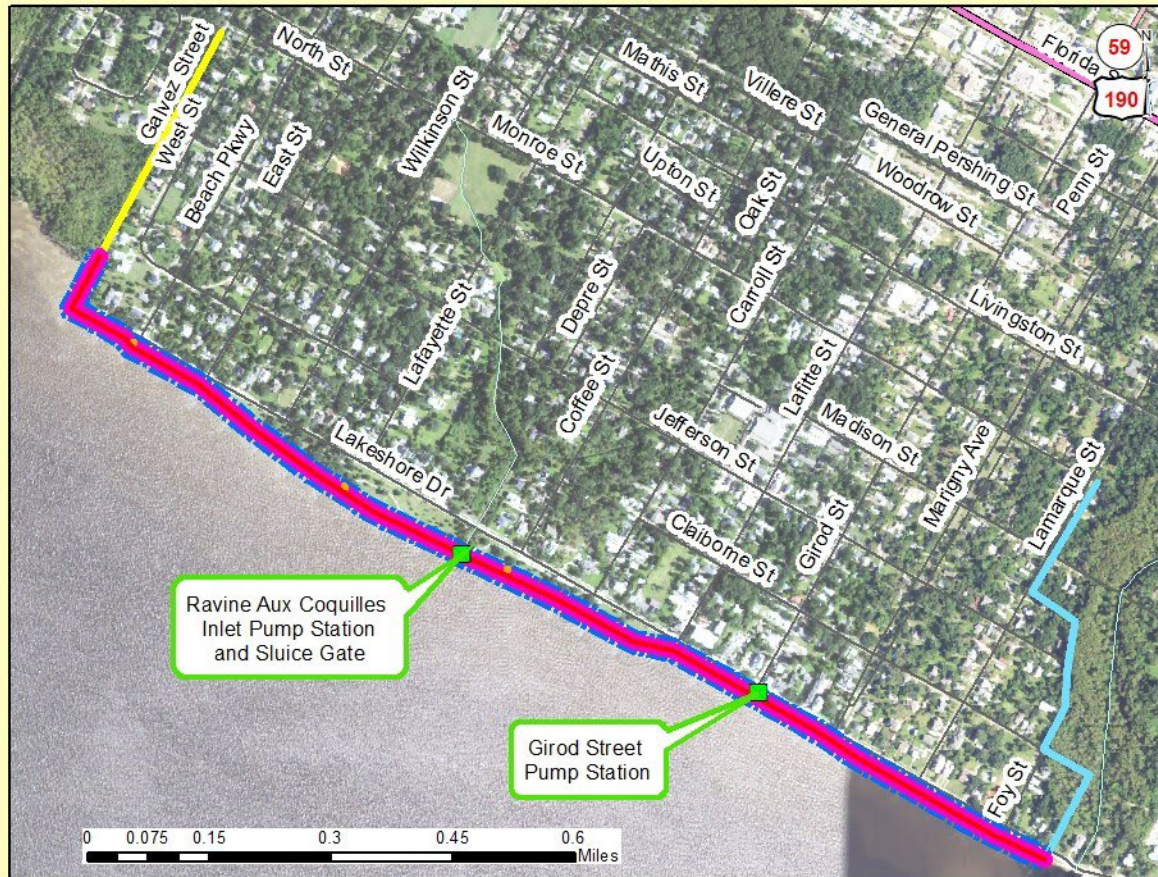 Galvez Street
West St
North St
Beach Pkwy
East St
Wilkinson St
Monroe St
Mathis St
Upton St
Villere St
Oak St
General Pershing St
Woodrow St
Penn St
Florida
59
N
190
Lafayette St
Depre St
Coffee St
Carroll St
Lafitte St
Livingston St
Madison St
Jefferson St
Marigny Ave
Lamarque St
Lakeshore Dr
Claiborne St
Girod St
Foy St
Ravine Aux Coquilles
Inlet Pump Station
and Sluice Gate
Girod Street
Pump Station
0 0.075 0.15 0.3 0.45 0.6
Miles